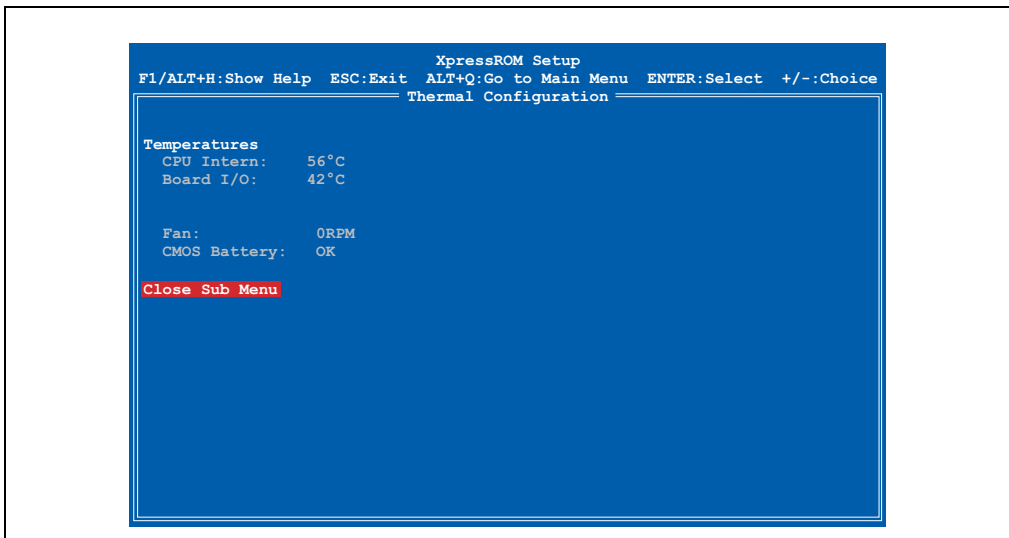 XpressROM Setup
F1/ALT+H:Show Help ESC:Exit ALT+Q:Go to Main Menu ENTER:Select +/-:Choice
Thermal Configuration
Temperatures
CPU Intern: 56°C
Board I/O: 42°C
Fan: 0RPM
CMOS Battery: OK
Close Sub Menu